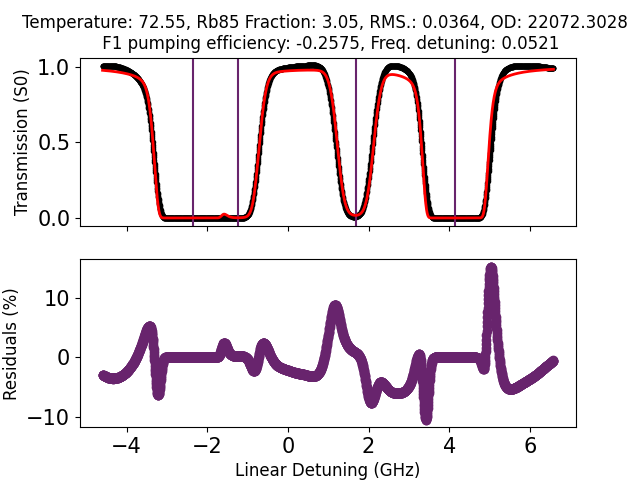 Temperature: 72.55, Rb85 Fraction: 3.05, RMS.: 0.0364, OD: 22072.3028
F1 pumping efficiency: -0.2575, Freq. detuning: 0.0521
Transmission (S0)
1.0
0.5
0.0
Residuals (%)
10
0
−10
−4
−2
0
2
4
6
Linear Detuning (GHz)